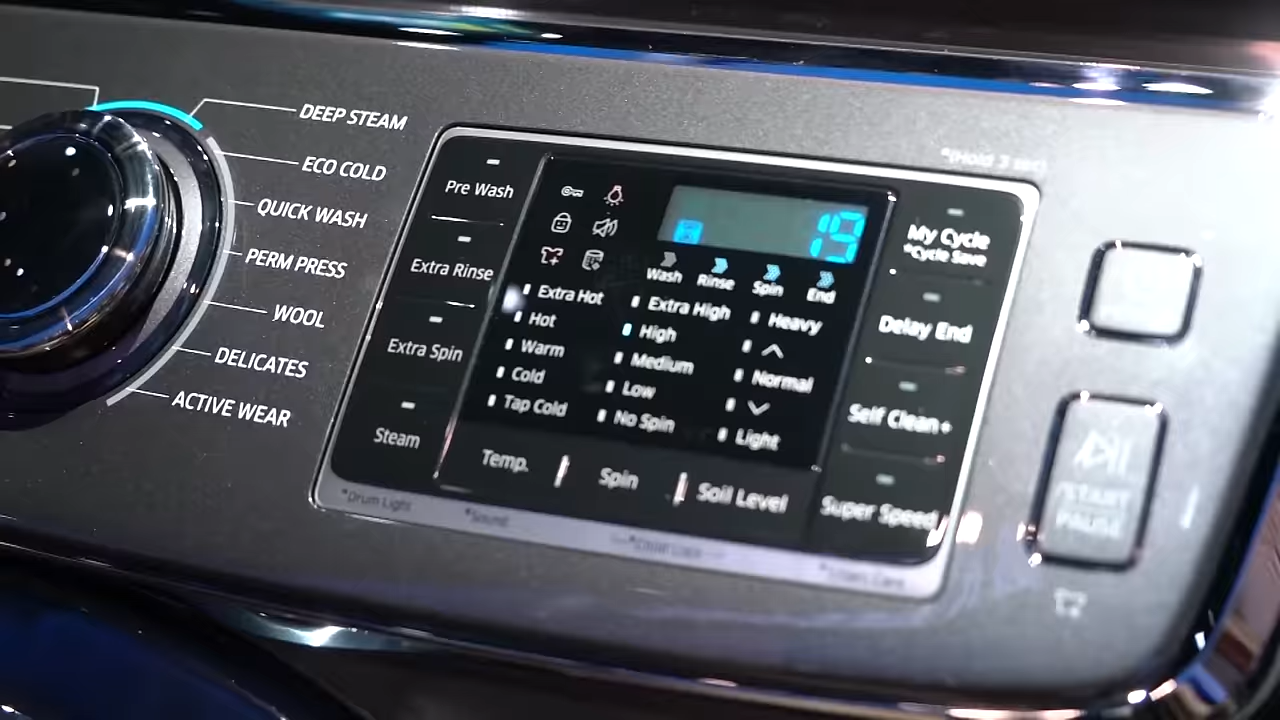 DEEP STEAM
ECO COLD
QUICK WASH
PERM PRESS
WOOL
DELICATES
ACTIVE WEAR
Pre Wash
Extra Rinse
Extra Spin
Steam
*Drum Light
*Sound
19
Wash Rinse Spin End
Extra Hot
Hot
Warm
Cold
Tap Cold
Temp.
Extra High
High
Medium
Low
No Spin
Spin
Heavy
Normal
Light
Soil Level
*(Hold 3 sec)
My Cycle
*Cycle Save
Delay End
Self Clean+
Super Speed
START
PAUSE